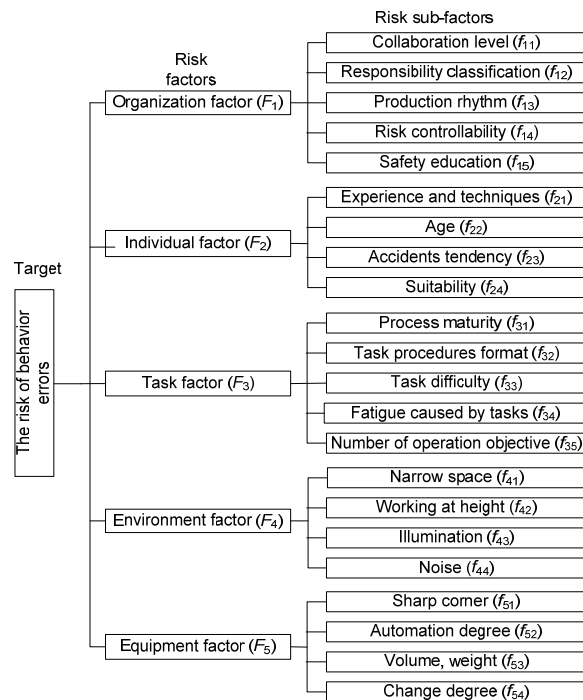 Risk sub-factors
Collaboration level (f11)
Risk
factors
Responsibility classification (f12)
Organization factor (F1)
Production rhythm (f13)
Risk controllability (f14)
Safety education (f15)
Experience and techniques (f21)
Age (f22)
Individual factor (F2)
Accidents tendency (f23)
Suitability (f24)
Target
The risk of behavior
errors
Process maturity (f31)
Task procedures format (f32)
Task factor (F3)
Task difficulty (f33)
Fatigue caused by tasks (f34)
Number of operation objective (f35)
Narrow space (f41)
Working at height (f42)
Environment factor (F4)
Illumination (f43)
Noise (f44)
Sharp corner (f51)
Automation degree (f52)
Equipment factor (F5)
Volume, weight (f53)
Change degree (f54)